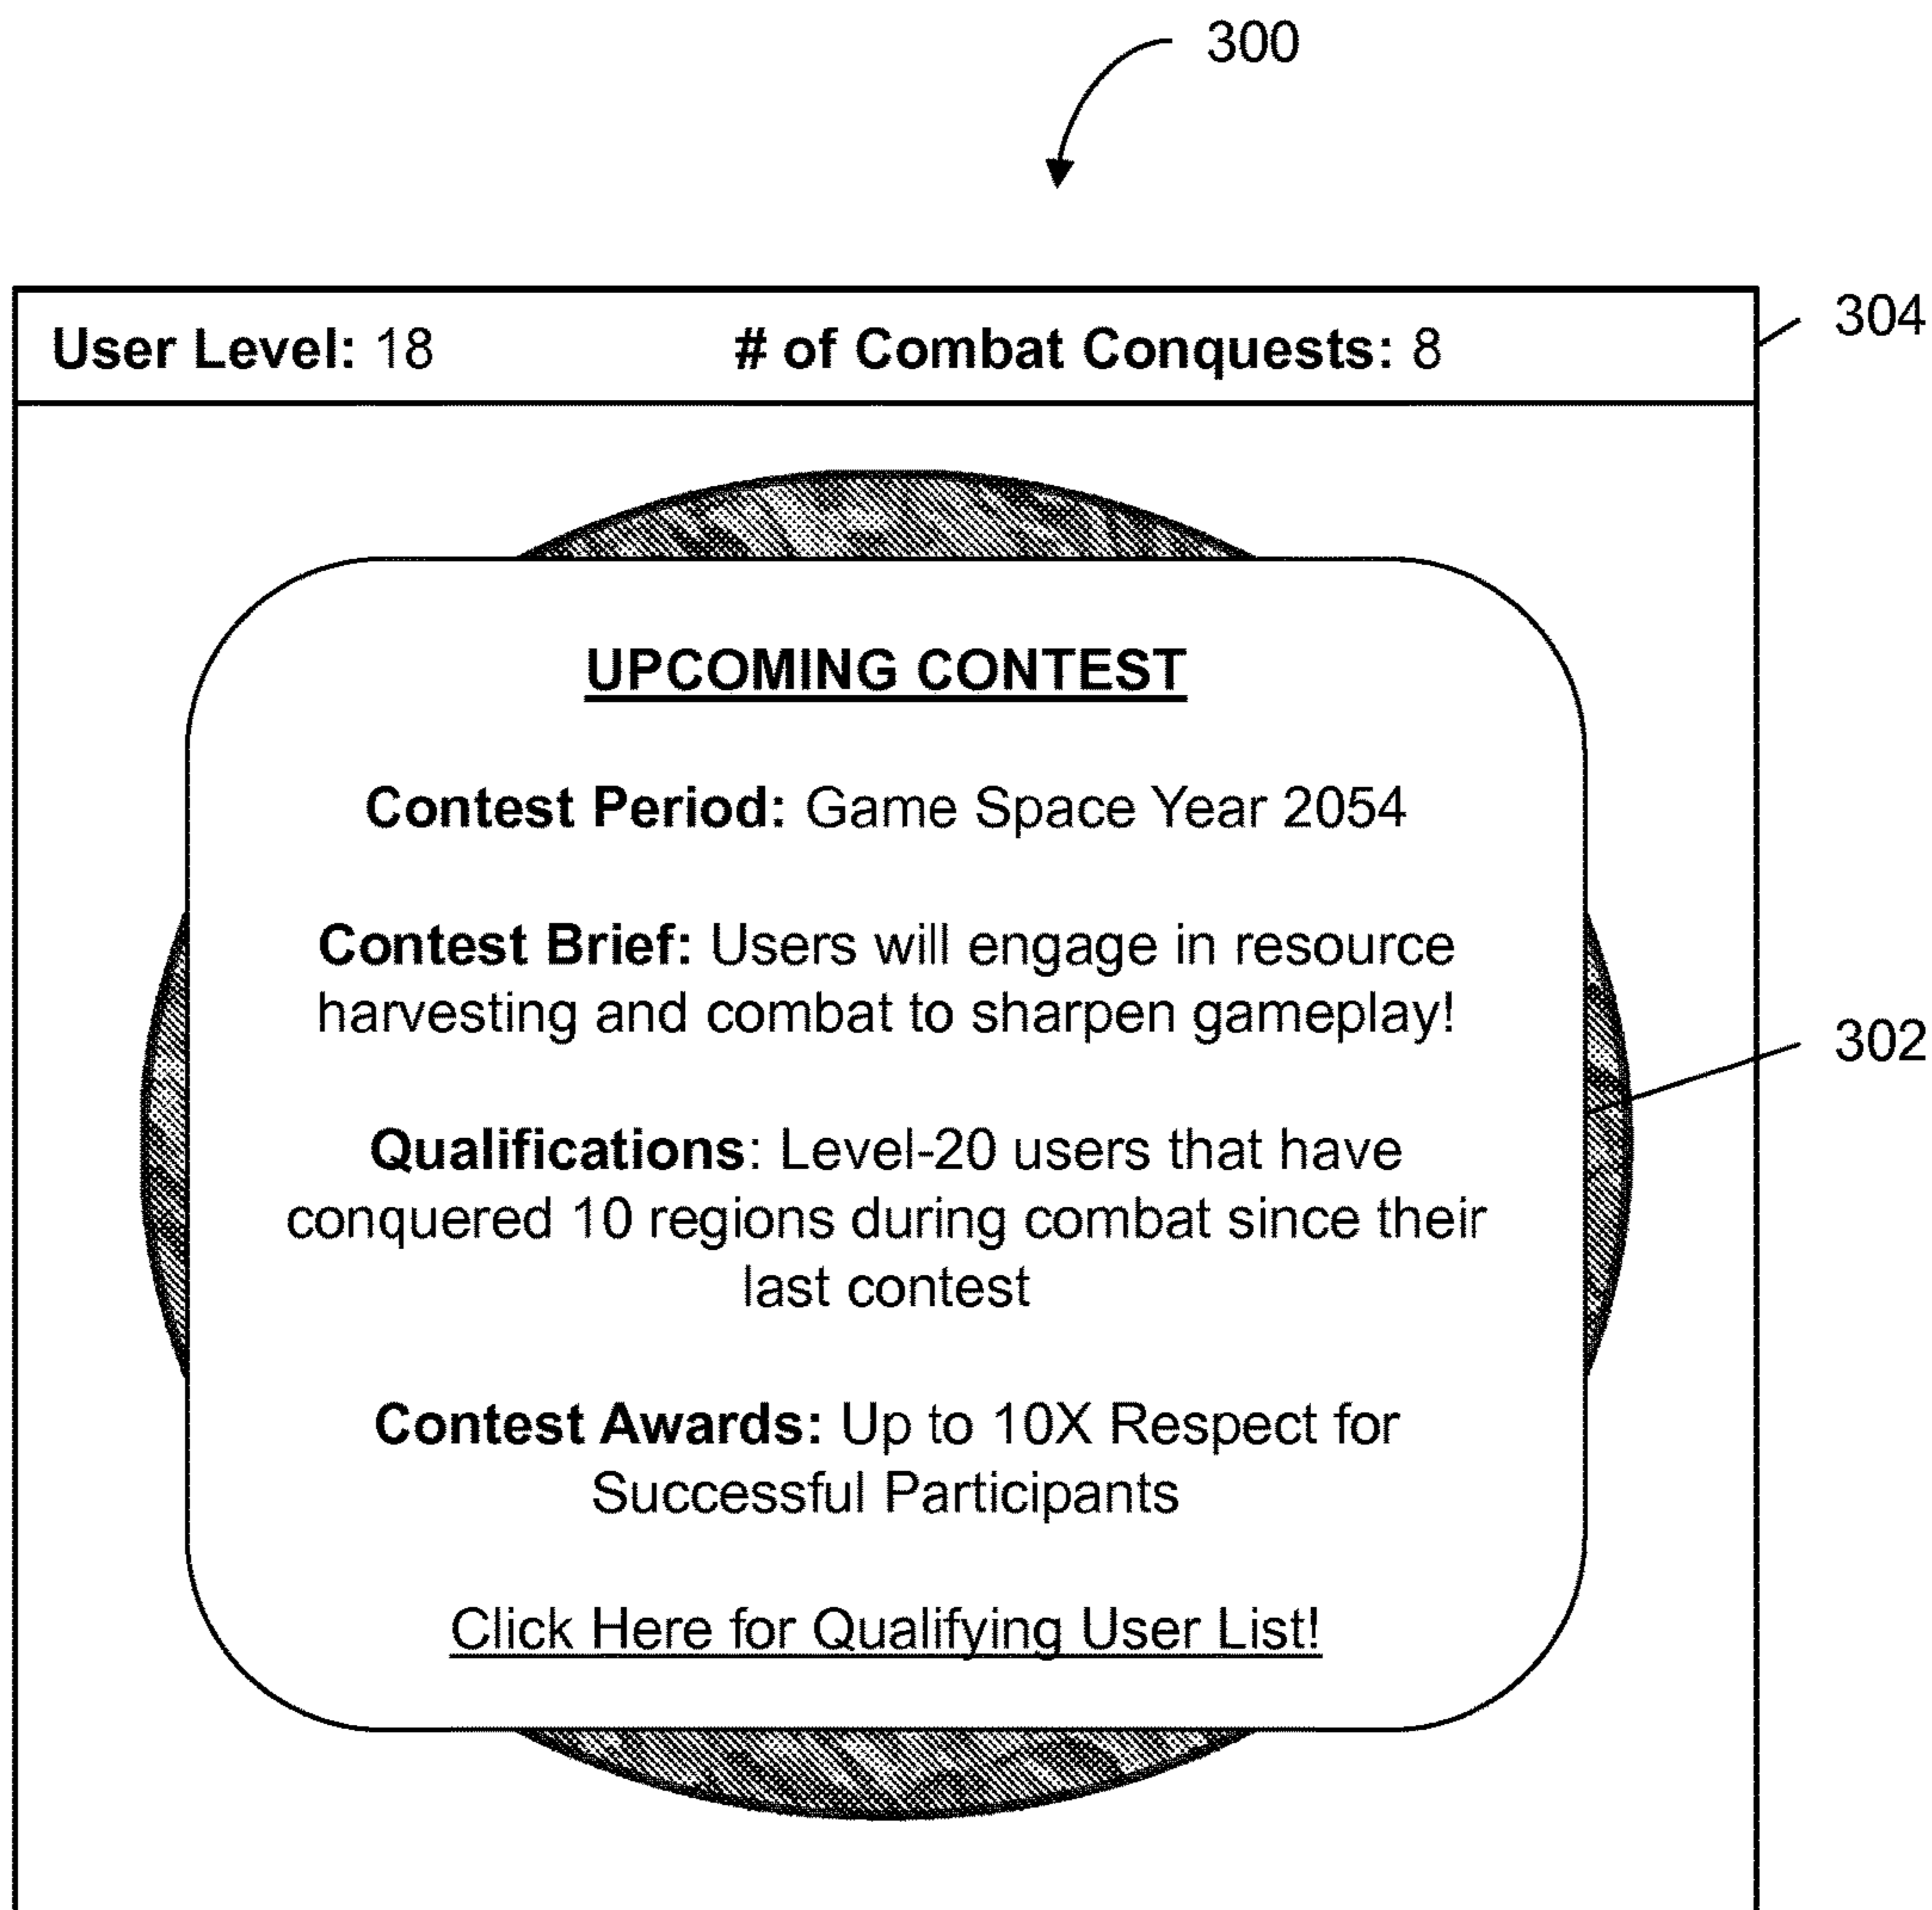 300
User Level: 18 # of Combat Conquests: 8
304
UPCOMING CONTEST
Contest Period: Game Space Year 2054
Contest Brief: Users will engage in resource
harvesting and combat to sharpen gameplay!
302
Qualifications: Level-20 users that have
conquered 10 regions during combat since their
last contest
Contest Awards: Up to 10X Respect for
Successful Participants
Click Here for Qualifying User List!